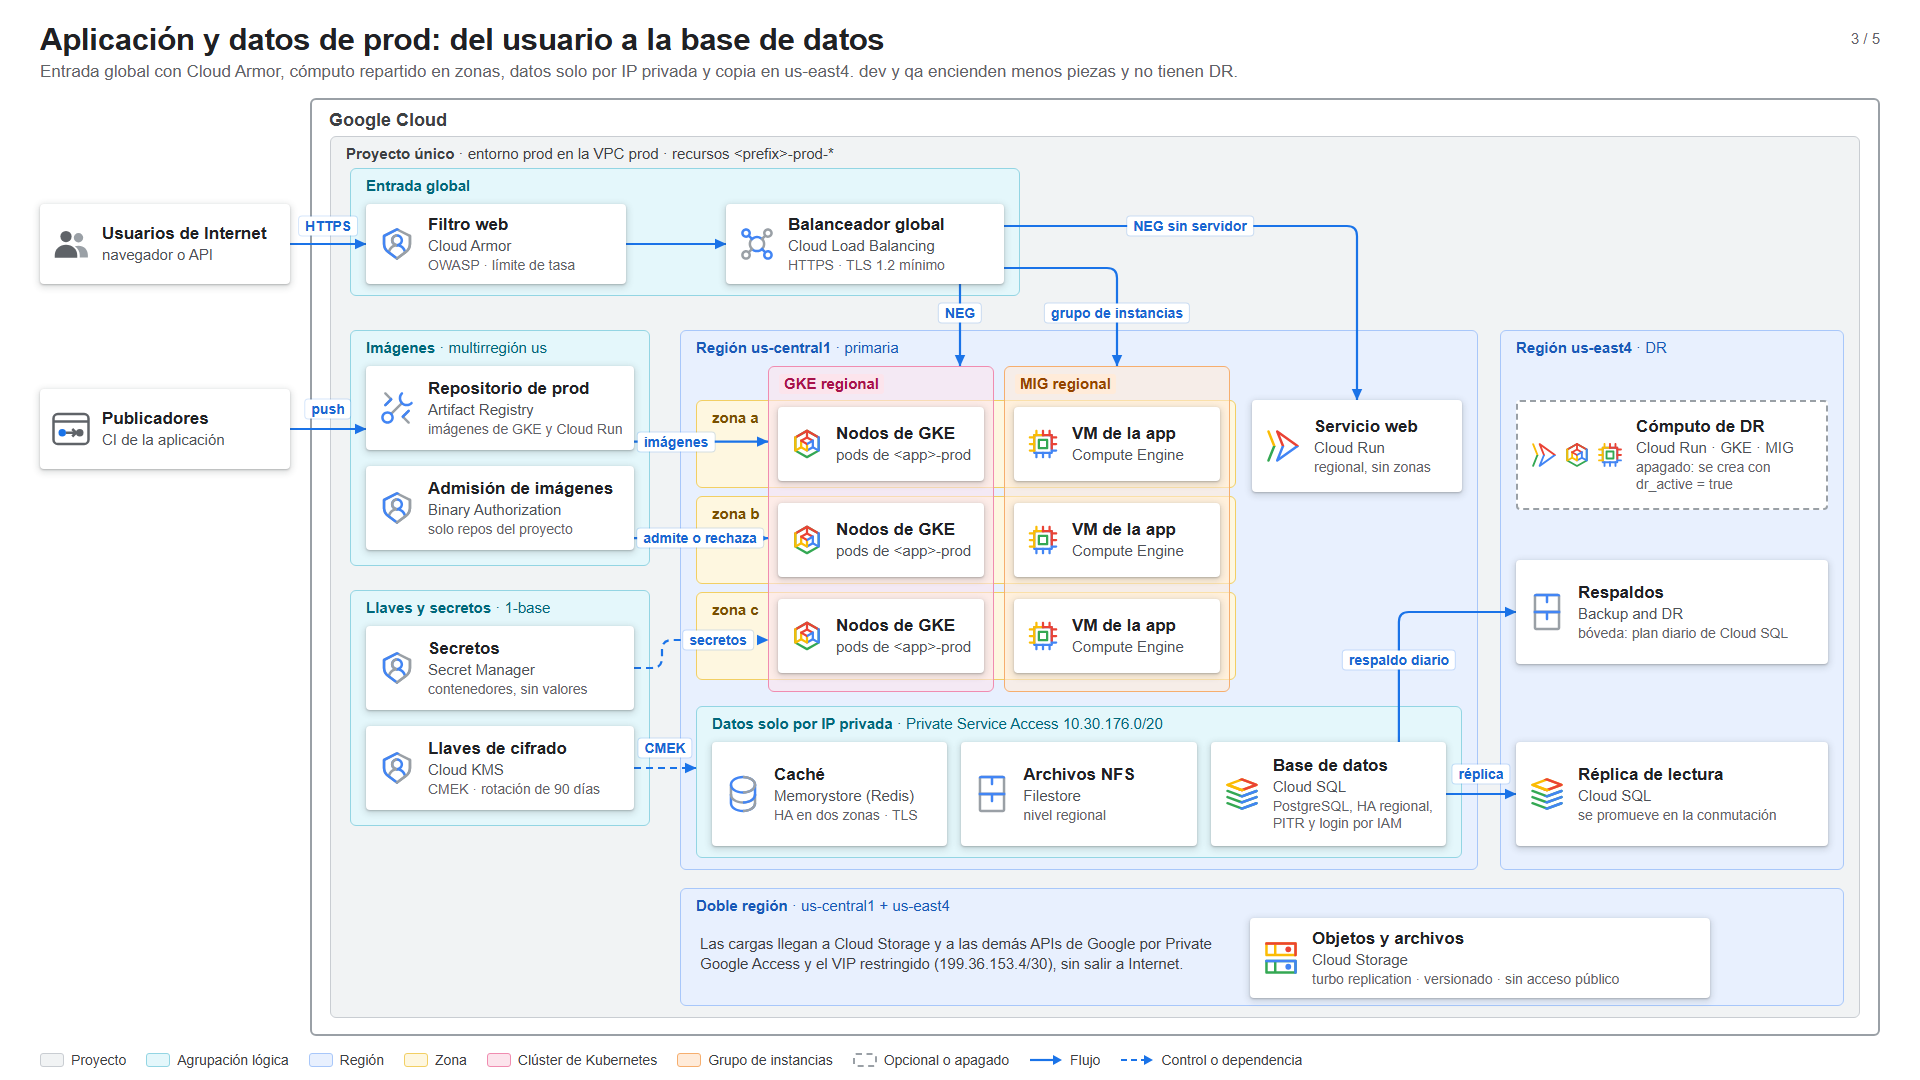 Aplicación y datos de prod: del usuario a la base de datos
3 / 5
Entrada global con Cloud Armor, cómputo repartido en zonas, datos solo por IP privada y copia en us-east4. dev y qa encienden menos piezas y no tienen DR.
Google Cloud
Proyecto único · entorno prod en la VPC prod · recursos <prefix>-prod-*
Entrada global
Usuarios de Internet
navegador o API
HTTPS
Filtro web
Cloud Armor
OWASP · límite de tasa
Balanceador global
Cloud Load Balancing
HTTPS · TLS 1.2 mínimo
NEG sin servidor
NEG
grupo de instancias
Publicadores
CI de la aplicación
push
Imágenes · multirregión us
Repositorio de prod
Artifact Registry
imágenes de GKE y Cloud Run
imágenes
Admisión de imágenes
Binary Authorization
solo repos del proyecto
admite o rechaza
Llaves y secretos · 1-base
Secretos
Secret Manager
contenedores, sin valores
secretos
Llaves de cifrado
Cloud KMS
CMEK · rotación de 90 días
CMEK
Región us-central1 · primaria
GKE regional
MIG regional
zona a
Nodos de GKE
pods de <app>-prod
VM de la app
Compute Engine
zona b
Nodos de GKE
pods de <app>-prod
VM de la app
Compute Engine
zona c
Nodos de GKE
pods de <app>-prod
VM de la app
Compute Engine
Servicio web
Cloud Run
regional, sin zonas
Datos solo por IP privada · Private Service Access 10.30.176.0/20
Caché
Memorystore (Redis)
HA en dos zonas · TLS
Archivos NFS
Filestore
nivel regional
Base de datos
Cloud SQL
PostgreSQL, HA regional,
PITR y login por IAM
respaldo diario
réplica
Región us-east4 · DR
Cómputo de DR
Cloud Run · GKE · MIG
apagado: se crea con
dr_active = true
Respaldos
Backup and DR
bóveda: plan diario de Cloud SQL
Réplica de lectura
Cloud SQL
se promueve en la conmutación
Doble región · us-central1 + us-east4
Las cargas llegan a Cloud Storage y a las demás APIs de Google por Private
Google Access y el VIP restringido (199.36.153.4/30), sin salir a Internet.
Objetos y archivos
Cloud Storage
turbo replication · versionado · sin acceso público
Proyecto
Agrupación lógica
Región
Zona
Clúster de Kubernetes
Grupo de instancias
Opcional o apagado
Flujo
Control o dependencia